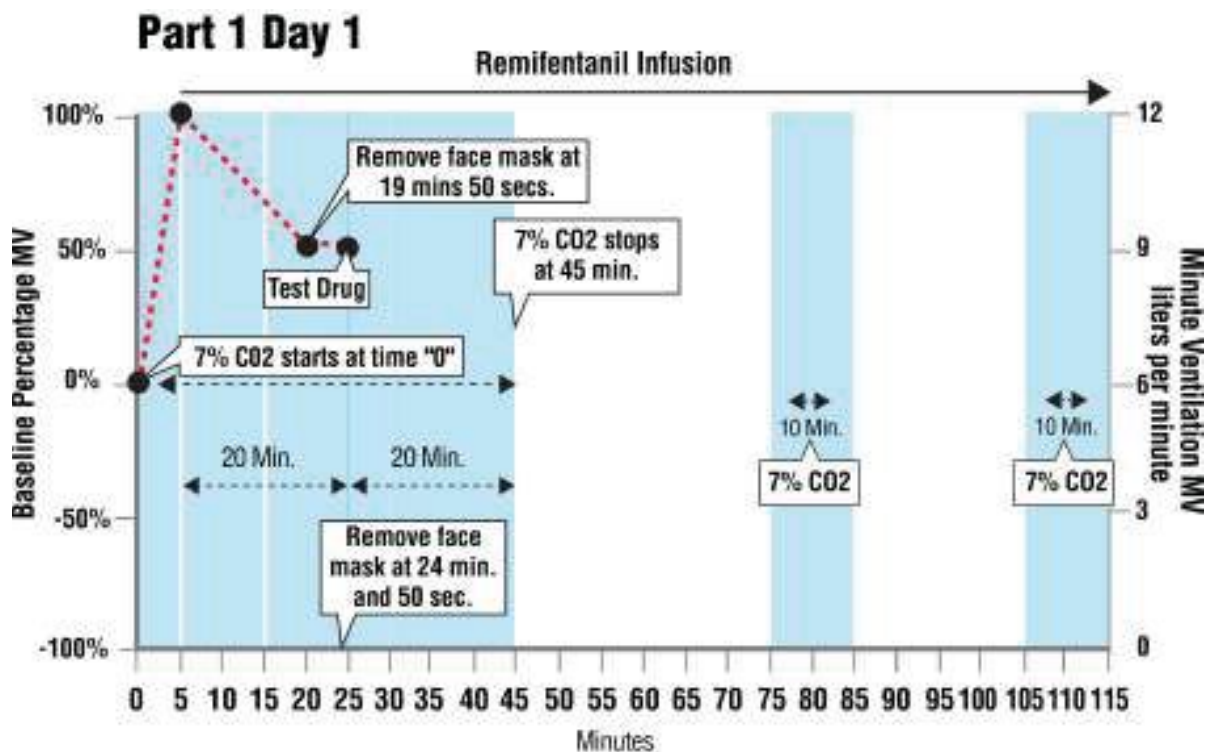 Part 1 Day 1
Remifentanil Infusion
100%
50%
0%
-50%
-100%
Baseline Percentage MV
12
9
6
3
0
Minute Ventilation MV
liters per minute
Remove face mask at
19 mins 50 secs.
Test Drug
7% CO2 stops
at 45 min.
7% C02 starts at time "0"
20 Min.
20 Min.
10 Min.
7% CO2
10 Min.
7% CO2
Remove face
mask at 24 min.
and 50 sec.
0 5 10 15 20 25 30 35 40 45 50 55 60 65 70 75 80 85 90 95 100 105 110 115
Minutes